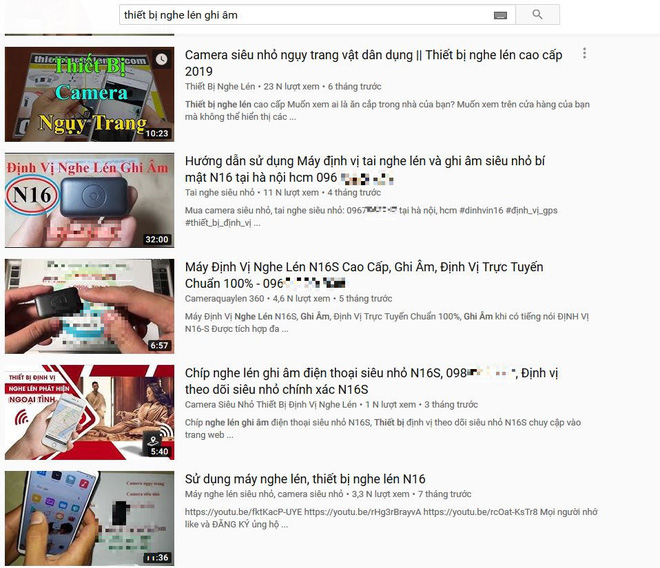 thiết bị nghe lén ghi âm
Thiết Bị
Camera
Ngụy Trang
10:23
Camera siêu nhỏ ngụy trang vật dân dụng || Thiết bị nghe lén cao cấp
2019
Thiết Bị Nghe Lén • 23 N lượt xem • 6 tháng trước
Thiết bị nghe lén cao cấp Muốn xem ai là ăn cắp trong nhà của bạn? Muốn xem trên cửa hàng của bạn
mà không thể hiển thị các ...
Định Vị Nghe Lén Ghi Âm
N16
32:00
Hướng dẫn sử dụng Máy định vị tai nghe lén và ghi âm siêu nhỏ bí
mật N16 tại hà nội hcm 096
Tai nghe siêu nhỏ • 11 N lượt xem • 4 tháng trước
Mua camera siêu nhỏ, tai nghe siêu nhỏ: 0967 tại hà nội, hcm #dinhvin16 #định_vị_gps
#thiết_bị_định_vị ...
6:57
Máy Định Vị Nghe Lén N16S Cao Cấp, Ghi Âm, Định Vị Trực Tuyến
Chuẩn 100% - 096
Cameraquaylen 360 • 4,6 N lượt xem • 5 tháng trước
Máy Định Vị Nghe Lén N16S, Ghi Âm, Định Vị Trực Tuyến Chuẩn 100%, Ghi Âm khi có tiếng nói ĐỊNH VỊ
N16-S Được tích hợp đa ...
THIẾT BỊ ĐỊNH VỊ
NGHE LÉN PHÁT HIỆN
NGOẠI TÌNH
5:40
Chíp nghe lén ghi âm điện thoại siêu nhỏ N16S, 098 , Định vị
theo dõi siêu nhỏ chính xác N16S
Camera Siêu Nhỏ Thiết Bị Định Vị Nghe Lén • 1 N lượt xem • 3 tháng trước
Chíp nghe lén ghi âm điện thoại siêu nhỏ N16S, Thiết bị định vị theo dõi siêu nhỏ N16S chuy cập vào
trang web ...
Camera ngụy trang
Camera siêu nhỏ
11:36
Sử dụng máy nghe lén, thiết bị nghe lén N16
Máy nghe lén siêu nhỏ, camera siêu nhỏ • 3,3 N lượt xem • 7 tháng trước
https://youtu.be/fktKacP-UYE https://youtu.be/rHg3rBrayvA https://youtu.be/rcOat-KsTr8 Mọi người nhớ
like và ĐĂNG KÝ ủng hộ ...